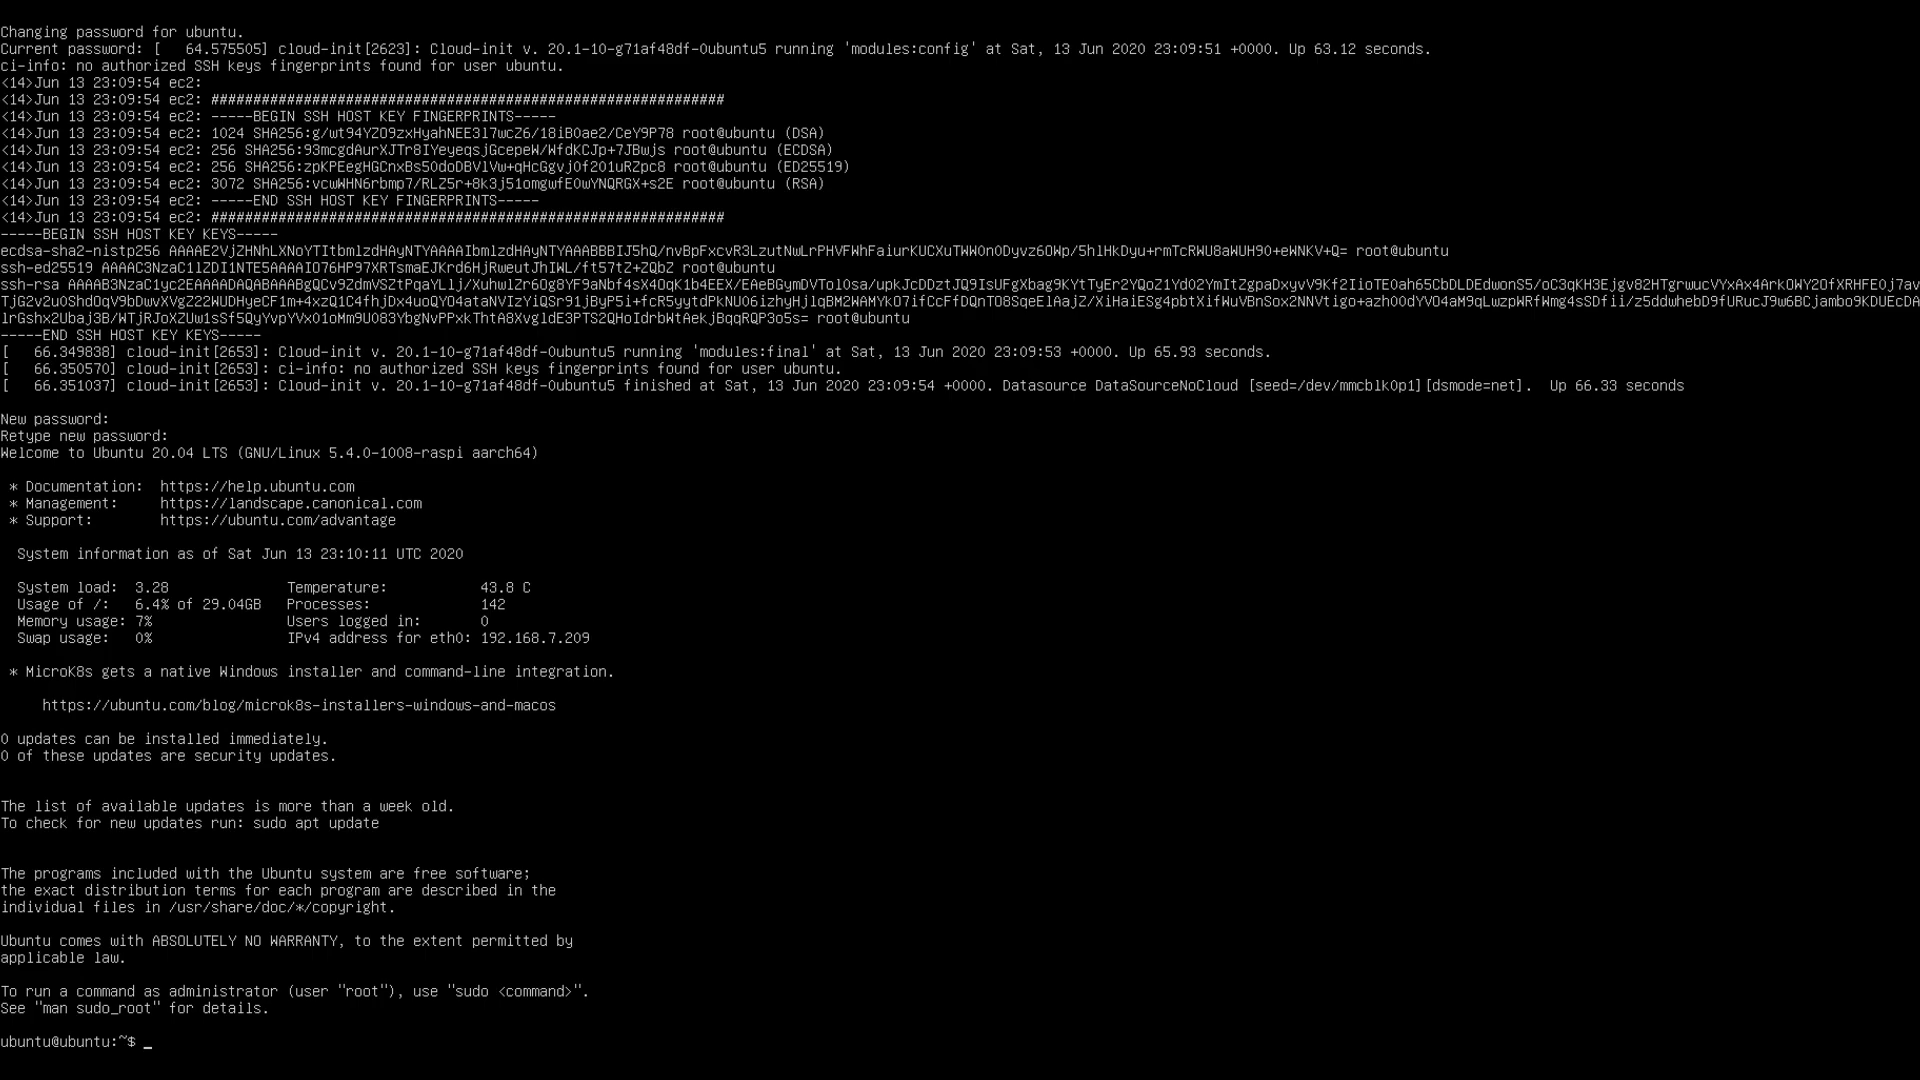 Changing password for ubuntu.
Current password: [   64.575505] cloud-init[2623]: Cloud-init v. 20.1-10-g71af48df-0ubuntu5 running 'modules:config' at Sat, 13 Jun 2020 23:09:51 +0000. Up 63.12 seconds.
ci-info: no authorized SSH keys fingerprints found for user ubuntu.
<14>Jun 13 23:09:54 ec2:
<14>Jun 13 23:09:54 ec2: #############################################################
<14>Jun 13 23:09:54 ec2: -----BEGIN SSH HOST KEY FINGERPRINTS-----
<14>Jun 13 23:09:54 ec2: 1024 SHA256:g/wt94YZO9zxHyahNEE3l7wcZ6/18iB0ae2/CeY9P78 root@ubuntu (DSA)
<14>Jun 13 23:09:54 ec2: 256 SHA256:93mcgdAurXJTr8IYeyeqsjGcepeW/WfdKCJp+7JBwjs root@ubuntu (ECDSA)
<14>Jun 13 23:09:54 ec2: 256 SHA256:zpKPEegHGCnxBs50doDBVlVw+qHcGgvj0f201uRZpc8 root@ubuntu (ED25519)
<14>Jun 13 23:09:54 ec2: 3072 SHA256:vcwWHN6rbmp7/RLZ5r+8k3j51omgwfE0wYNQRGX+s2E root@ubuntu (RSA)
<14>Jun 13 23:09:54 ec2: -----END SSH HOST KEY FINGERPRINTS-----
<14>Jun 13 23:09:54 ec2: #############################################################
-----BEGIN SSH HOST KEY KEYS-----
ecdsa-sha2-nistp256 root@ubuntu
ssh-ed25519 AAAAC3NzaC1lZDI1NTE5AAAAIO76HP97XRTsmaEJKrd6HjRweutJhIWL/ft57tZ+ZQbZ root@ubuntu
ssh-rsa
root@ubuntu
-----END SSH HOST KEY KEYS-----
[   66.349838] cloud-init[2653]: Cloud-init v. 20.1-10-g71af48df-0ubuntu5 running 'modules:final' at Sat, 13 Jun 2020 23:09:53 +0000. Up 65.93 seconds.
[   66.350570] cloud-init[2653]: ci-info: no authorized SSH keys fingerprints found for user ubuntu.
[   66.351037] cloud-init[2653]: Cloud-init v. 20.1-10-g71af48df-0ubuntu5 finished at Sat, 13 Jun 2020 23:09:54 +0000. Datasource DataSourceNoCloud [seed=/dev/mmcblk0p1][dsmode=net].  Up 66.33 seconds
New password:
Retype new password:
Welcome to Ubuntu 20.04 LTS (GNU/Linux 5.4.0-1008-raspi aarch64)
* Documentation:  https://help.ubuntu.com
* Management:     https://landscape.canonical.com
* Support:        https://ubuntu.com/advantage
System information as of Sat Jun 13 23:10:11 UTC 2020
System load:  3.28              Temperature:           43.8 C
Usage of /:   6.4% of 29.04GB   Processes:             142
Memory usage: 7%                Users logged in:       0
Swap usage:   0%                IPv4 address for eth0: 192.168.7.209
* MicroK8s gets a native Windows installer and command-line integration.
https://ubuntu.com/blog/microk8s-installers-windows-and-macos
0 updates can be installed immediately.
0 of these updates are security updates.
The list of available updates is more than a week old.
To check for new updates run: sudo apt update
The programs included with the Ubuntu system are free software;
the exact distribution terms for each program are described in the
individual files in /usr/share/doc/*/copyright.
Ubuntu comes with ABSOLUTELY NO WARRANTY, to the extent permitted by
applicable law.
To run a command as administrator (user "root"), use "sudo <command>".
See "man sudo_root" for details.
ubuntu@ubuntu:~$ _